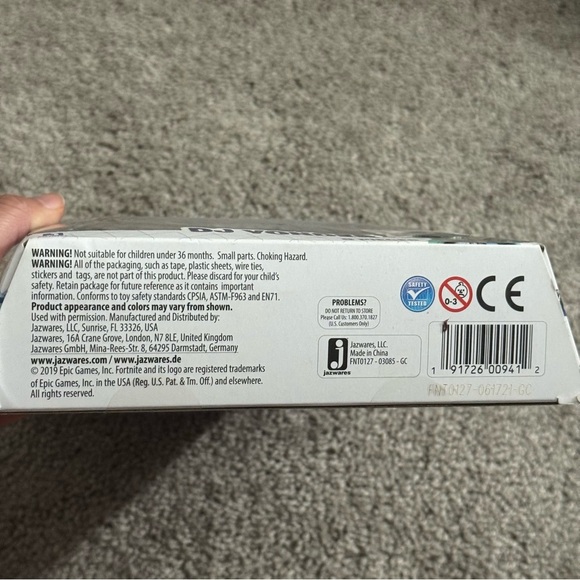 WARNING! Not suitable for children under 36 months. Small parts. Choking Hazard.
WARNING! All of the packaging, such as tape, plastic sheets, wire ties,
stickers and tags, are not part of this product. Please discard for your child's
safety. Retain package for future reference as it contains important
information. Conforms to toy safety standards CPSIA, ASTM-F963 and EN71.
Product appearance and colors may vary from shown.
Used with permission. Manufactured and Distributed by:
Jazwares, LLC, Sunrise, FL 33326, USA
Jazwares, 16A Crane Grove, London, N7 8LE, United Kingdom
Jazwares GmbH, Mina-Rees-Str. 8, 64295 Darmstadt, Germany
www.jazwares.com / www.jazwares.de
© 2019 Epic Games, Inc. Fortnite and its logo are registered trademarks
of Epic Games, Inc. in the USA (Reg. U.S. Pat. & Tm. Off.) and elsewhere.
All rights reserved.
PROBLEMS?
DO NOT RETURN TO STORE
Please Call Us: 1.800.370.1827
(U.S. Customers Only)
SAFETY
TESTED
0-3
CE
j
jazwares
Jazwares, LLC.
Made in China
FNT0127 - 03085 - GC
1 91726 00941 2
FNT0127-061721-GC